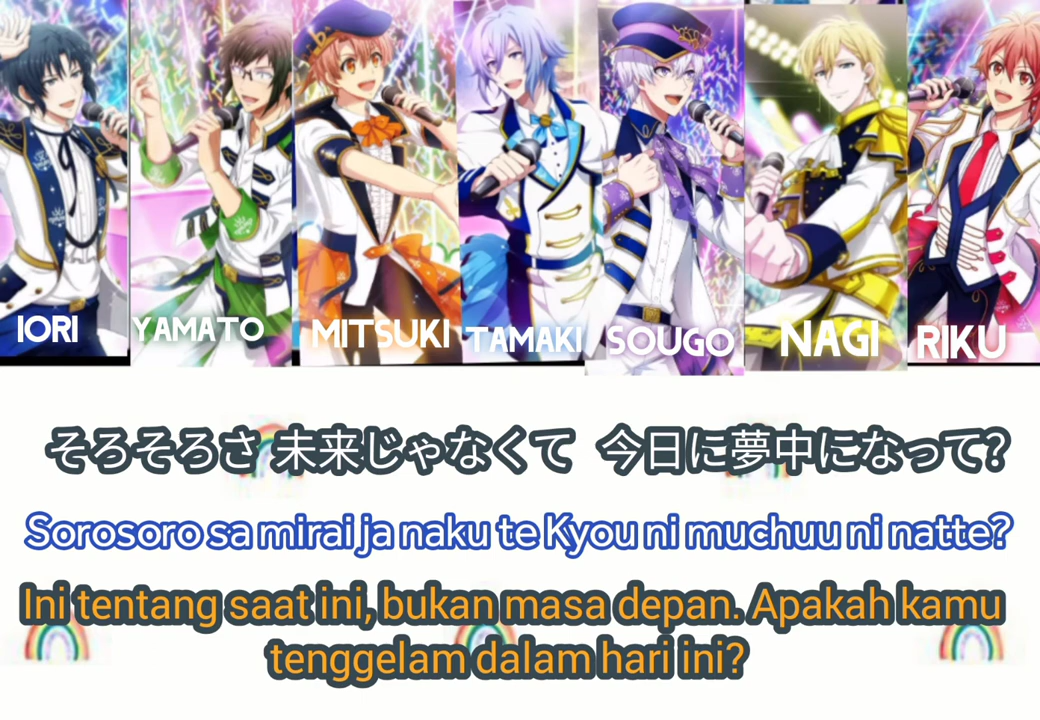 IORI
YAMATO
MITSUKI
TAMAKI
SOUGO
NAGI
RIKU
そろそろさ 未来じゃなくて 今日に夢中になって?
Sorosoro sa mirai ja naku te Kyou ni muchuu ni natte?
Ini tentang saat ini, bukan masa depan. Apakah kamu
tenggelam dalam hari ini?